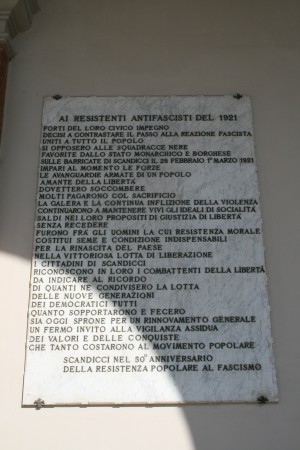 AI RESISTENTI ANTIFASCISTI DEL 1921
FORTI DEL LORO CIVICO IMPEGNO
DECISI A CONTRASTARE IL PASSO ALLA REAZIONE FASCISTA
UNITI A TUTTO IL POPOLO
SI OPPOSERO ALLE SQUADRACCE NERE
FAVORITE DALLO STATO MONARCHICO E BORGHESE
SULLE BARRICATE DI SCANDICCI IL 28 FEBBRAIO 1° MARZO 1921
IMPARI AL MOMENTO LE FORZE
LE AVANGUARDIE ARMATE DI UN POPOLO
AMANTE DELLA LIBERTÀ
DOVETTERO SOCCOMBERE
MOLTI PAGARONO COL SACRIFICIO
LA GALERA E LA CONTINUA INFLIZIONE DELLA VIOLENZA
CONTINUARONO A MANTENERE VIVI GLI IDEALI DI SOCIALITÀ
SALDI NEI LORO PROPOSITI DI GIUSTIZIA DI LIBERTÀ
SENZA RECEDERE
FURONO FRA GLI UOMINI LA CUI RESISTENZA MORALE
COSTITUÌ SEME E CONDIZIONE INDISPENSABILI
PER LA RINASCITA DEL PAESE
NELLA VITTORIOSA LOTTA DI LIBERAZIONE
I CITTADINI DI SCANDICCI
RICONOSCONO IN LORO I COMBATTENTI DELLA LIBERTÀ
DA INDICARE AL RICORDO
DI QUANTI NE CONDIVISERO LA LOTTA
DELLE NUOVE GENERAZIONI
DEI DEMOCRATICI TUTTI
QUANTO SOPPORTARONO E FECERO
SIA OGGI SPRONE PER UN RINNOVAMENTO GENERALE
UN FERMO INVITO ALLA VIGILANZA ASSIDUA
DEI VALORI E DELLE CONQUISTE
CHE TANTO COSTARONO AL MOVIMENTO POPOLARE
SCANDICCI NEL 50° ANNIVERSARIO
DELLA RESISTENZA POPOLARE AL FASCISMO